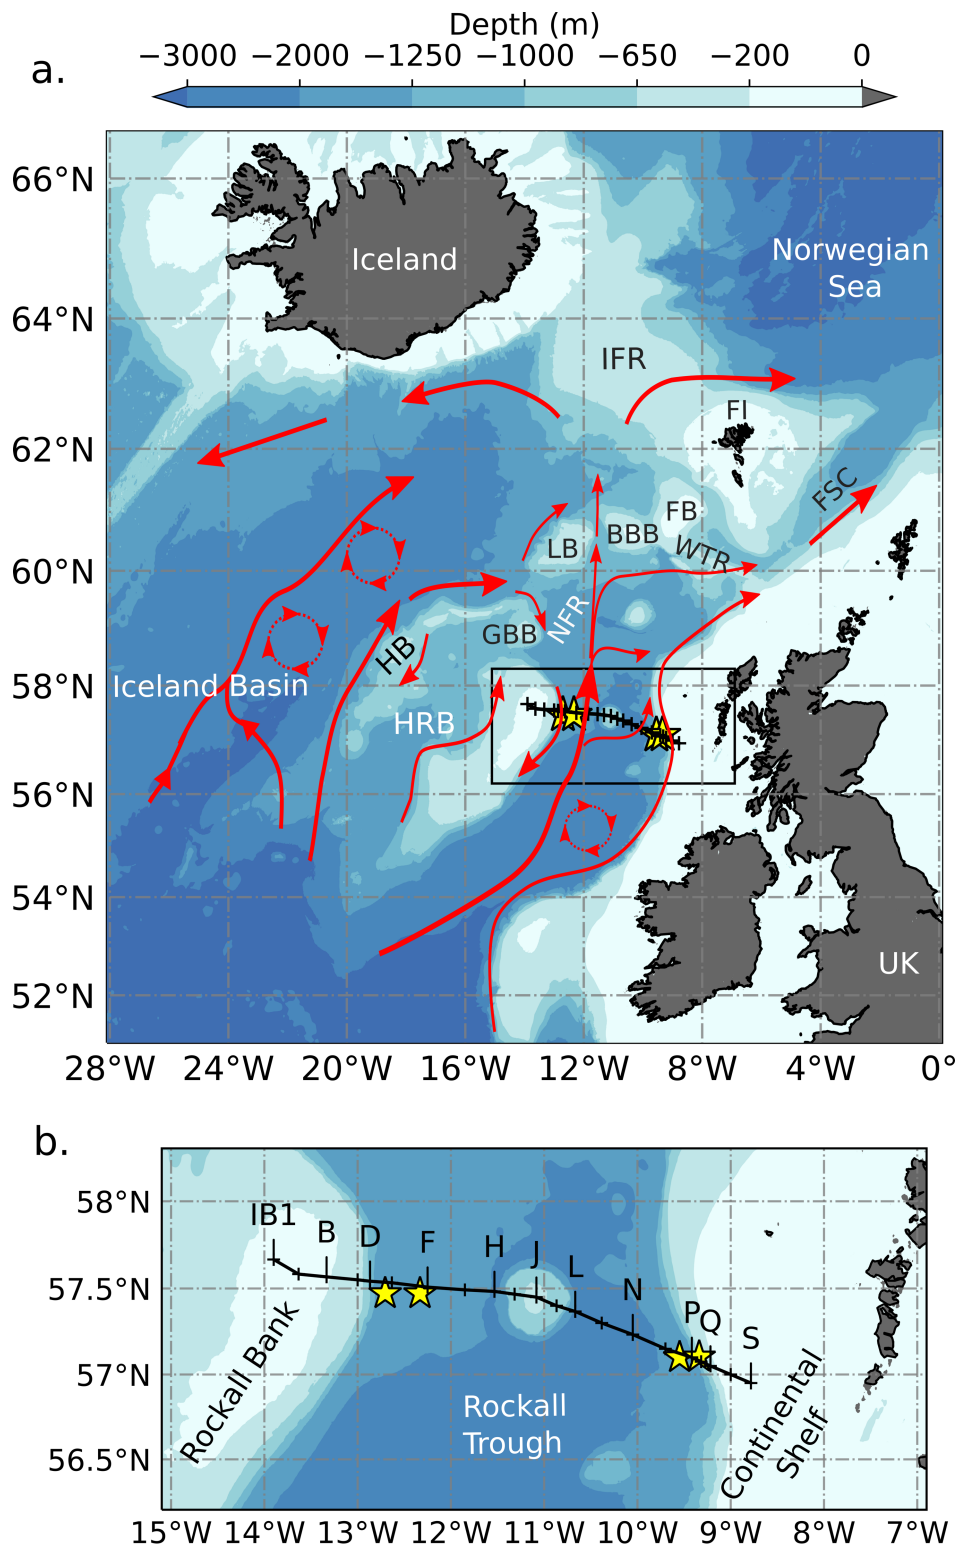 Depth (m)
−3000 −2000 −1250 −1000 −650 −200 0
a.
66°N
64°N
62°N
60°N
58°N
56°N
54°N
52°N
Iceland
Norwegian
Sea
IFR
FI
FSC
FB
BBB
LB
WTR
NFR
GBB
HB
Iceland Basin
HRB
UK
28°W 24°W 20°W 16°W 12°W 8°W 4°W 0°
b.
58°N
57.5°N
57°N
56.5°N
IB1 B D F H J L N P Q S
Rockall Bank
Rockall
Trough
Continental
Shelf
15°W 14°W 13°W 12°W 11°W 10°W 9°W 8°W 7°W